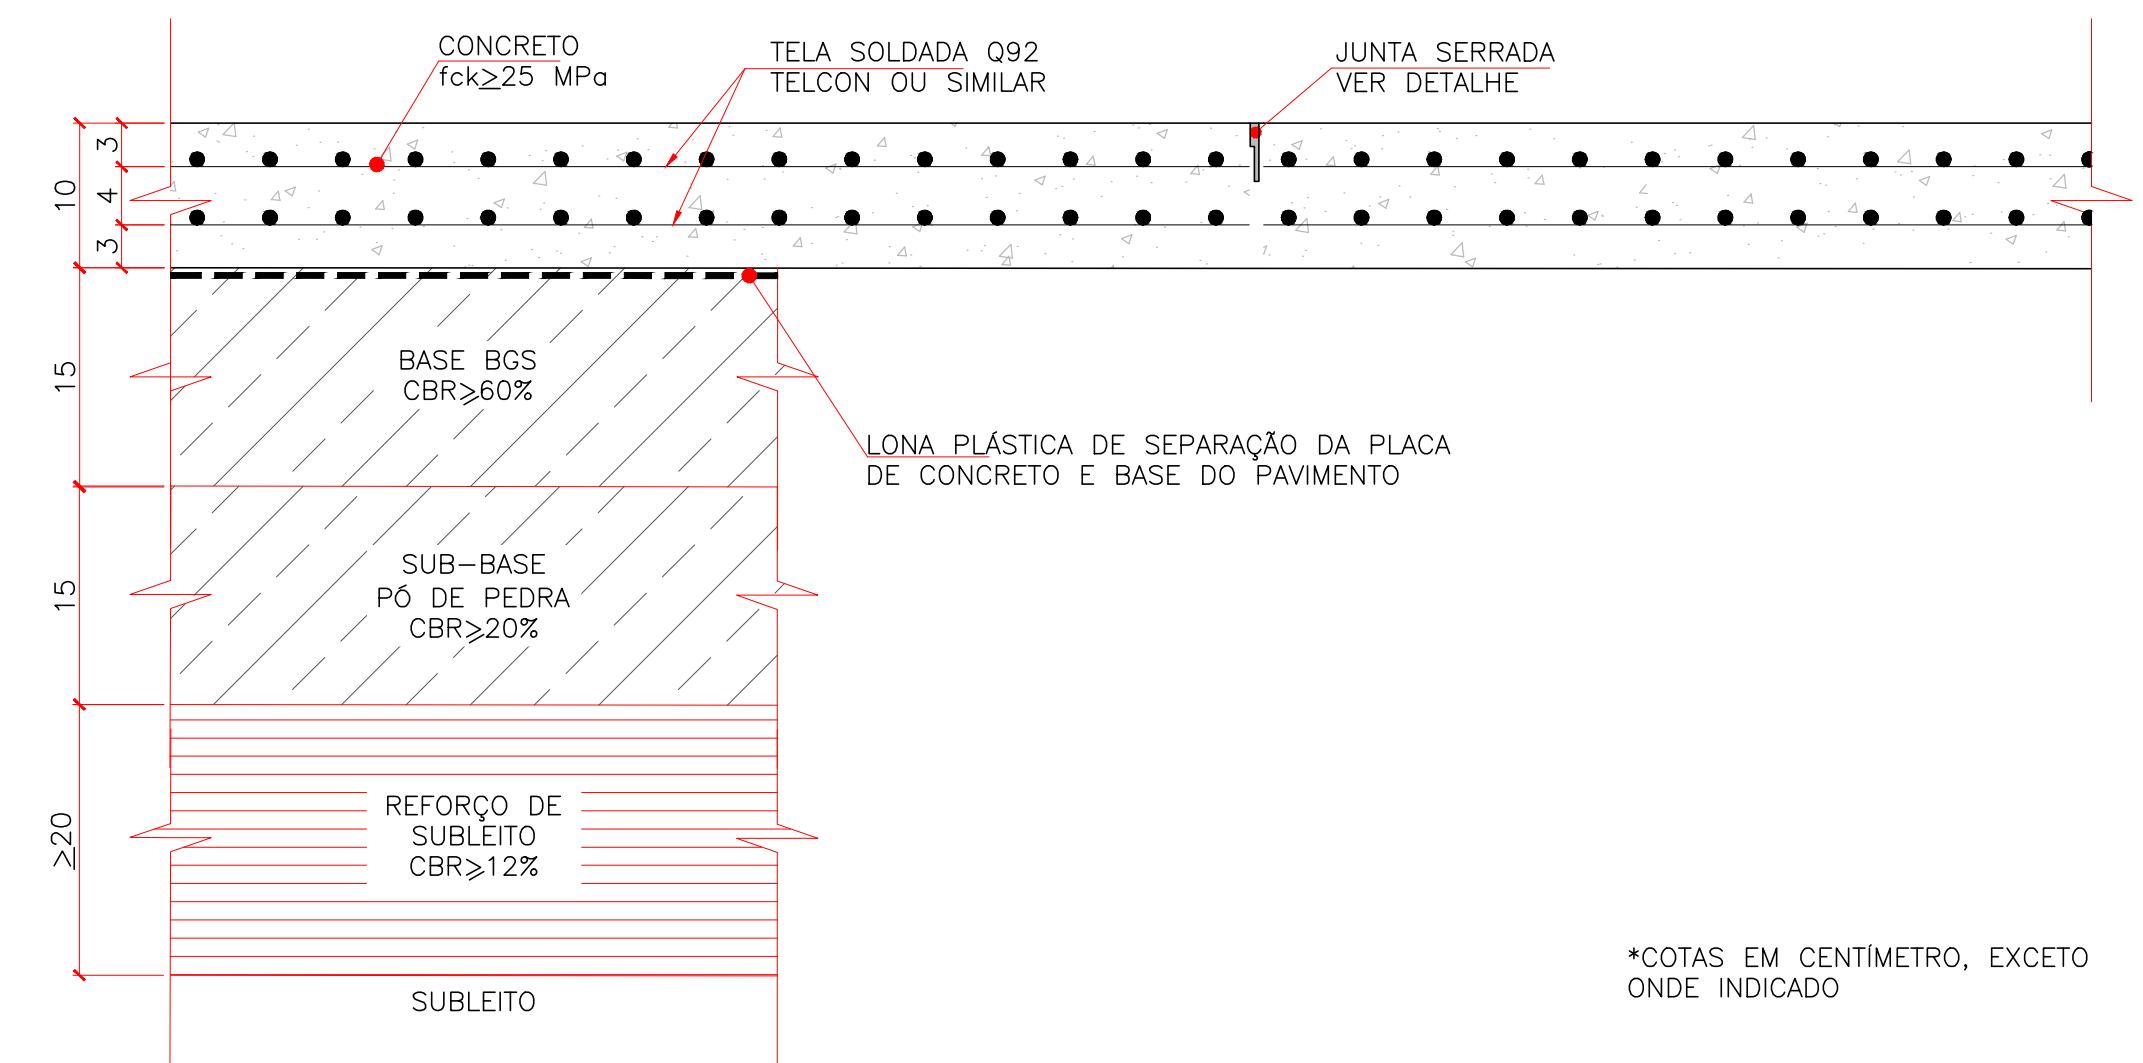 CONCRETO
fck≥25 MPa
TELA SOLDADA Q92
TELCON OU SIMILAR
JUNTA SERRADA
VER DETALHE
3
10
4
3
15
BASE BGS
CBR≥60%
LONA PLÁSTICA DE SEPARAÇÃO DA PLACA
DE CONCRETO E BASE DO PAVIMENTO
15
SUB-BASE
PÓ DE PEDRA
CBR≥20%
≥20
REFORÇO DE
SUBLEITO
CBR≥12%
SUBLEITO
*COTAS EM CENTÍMETRO, EXCETO
ONDE INDICADO